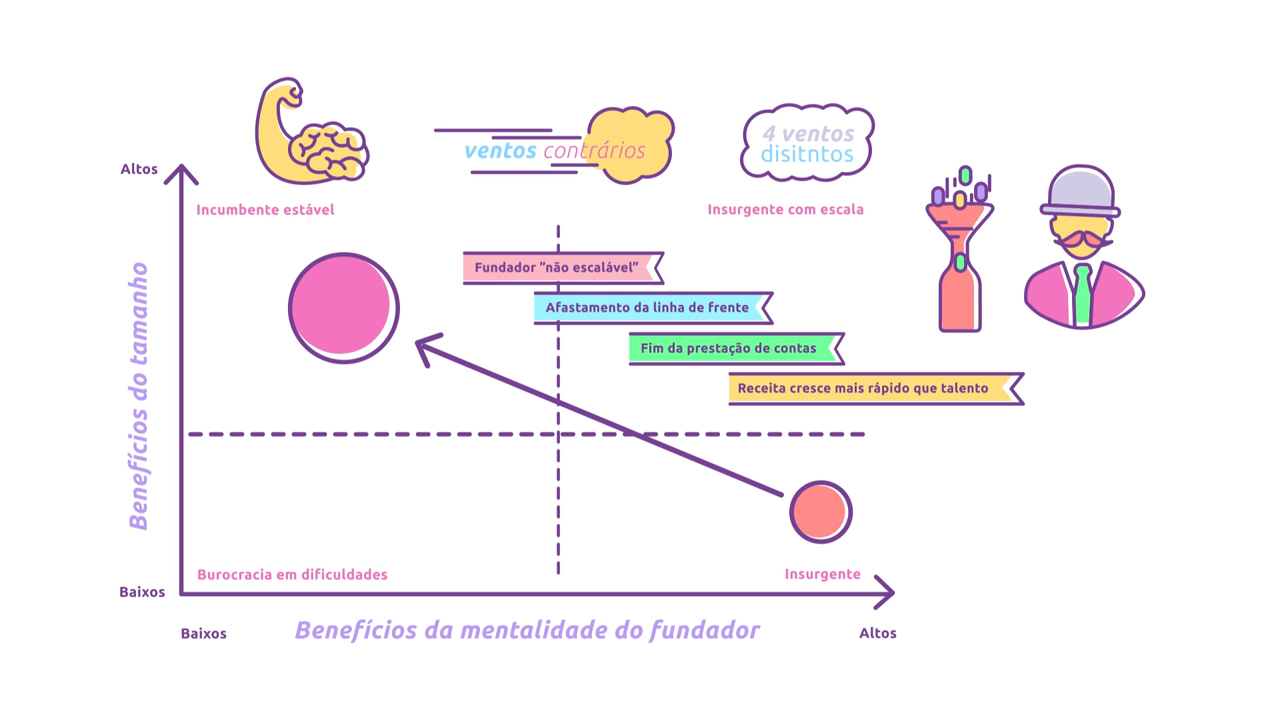 ventos contrários
4 ventos
disitntos
Altos
Incumbente estável
Insurgente com escala
Fundador "não escalável"
Afastamento da linha de frente
Fim da prestação de contas
Receita cresce mais rápido que talento
Benefícios do tamanho
Burocracia em dificuldades
Insurgente
Baixos
Baixos
Benefícios da mentalidade do fundador
Altos